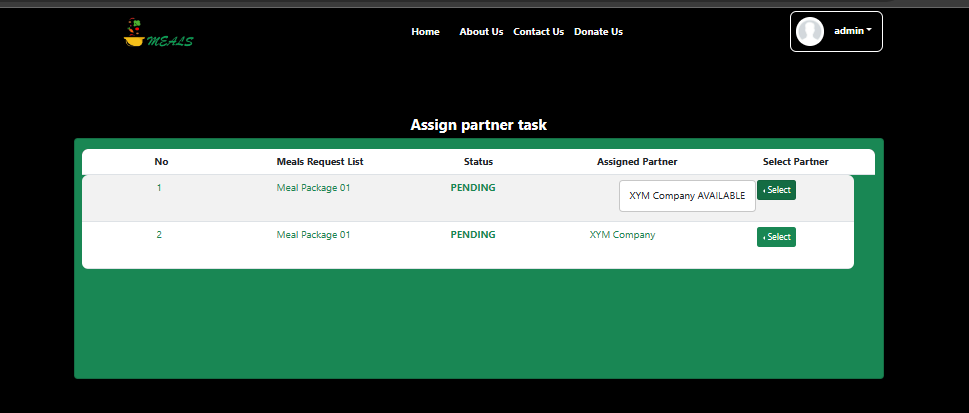 MEALS Home About Us Contact Us Donate Us admin
Assign partner task
No Meals Request List Status Assigned Partner Select Partner
1 Meal Package 01 PENDING XYM Company AVAILABLE Select
2 Meal Package 01 PENDING XYM Company Select